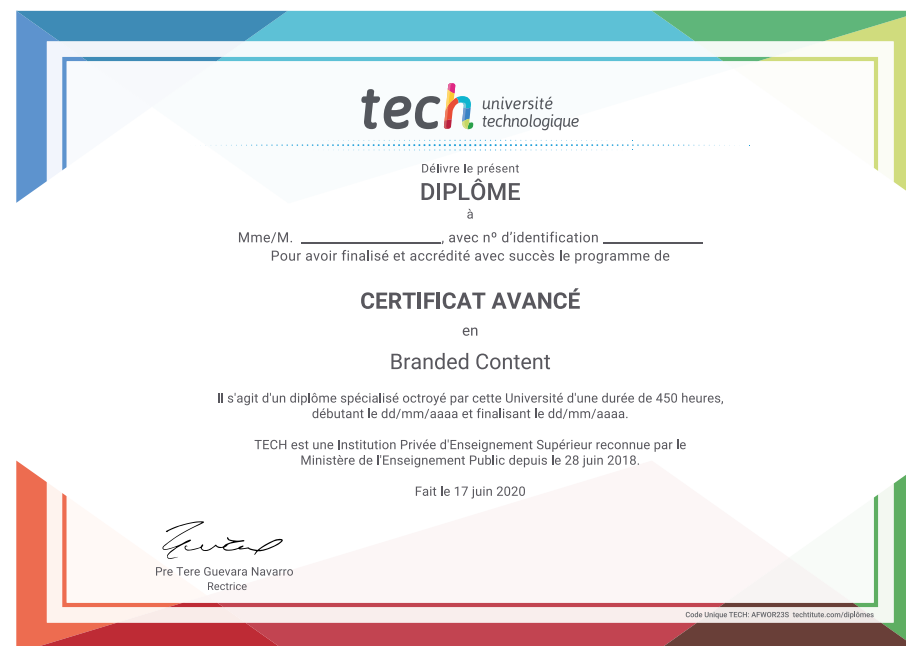 tech université
technologique
Délivre le présent
DIPLÔME
à
Mme/M. ____________________, avec nº d'identification ______________
Pour avoir finalisé et accrédité avec succès le programme de
CERTIFICAT AVANCÉ
en
Branded Content
Il s'agit d'un diplôme spécialisé octroyé par cette Université d'une durée de 450 heures,
débutant le dd/mm/aaaa et finalisant le dd/mm/aaaa.
TECH est une Institution Privée d'Enseignement Supérieur reconnue par le
Ministère de l'Enseignement Public depuis le 28 juin 2018.
Fait le 17 juin 2020
Pre Tere Guevara Navarro
Rectrice
Code Unique TECH: AFWOR23S techtitute.com/diplômes